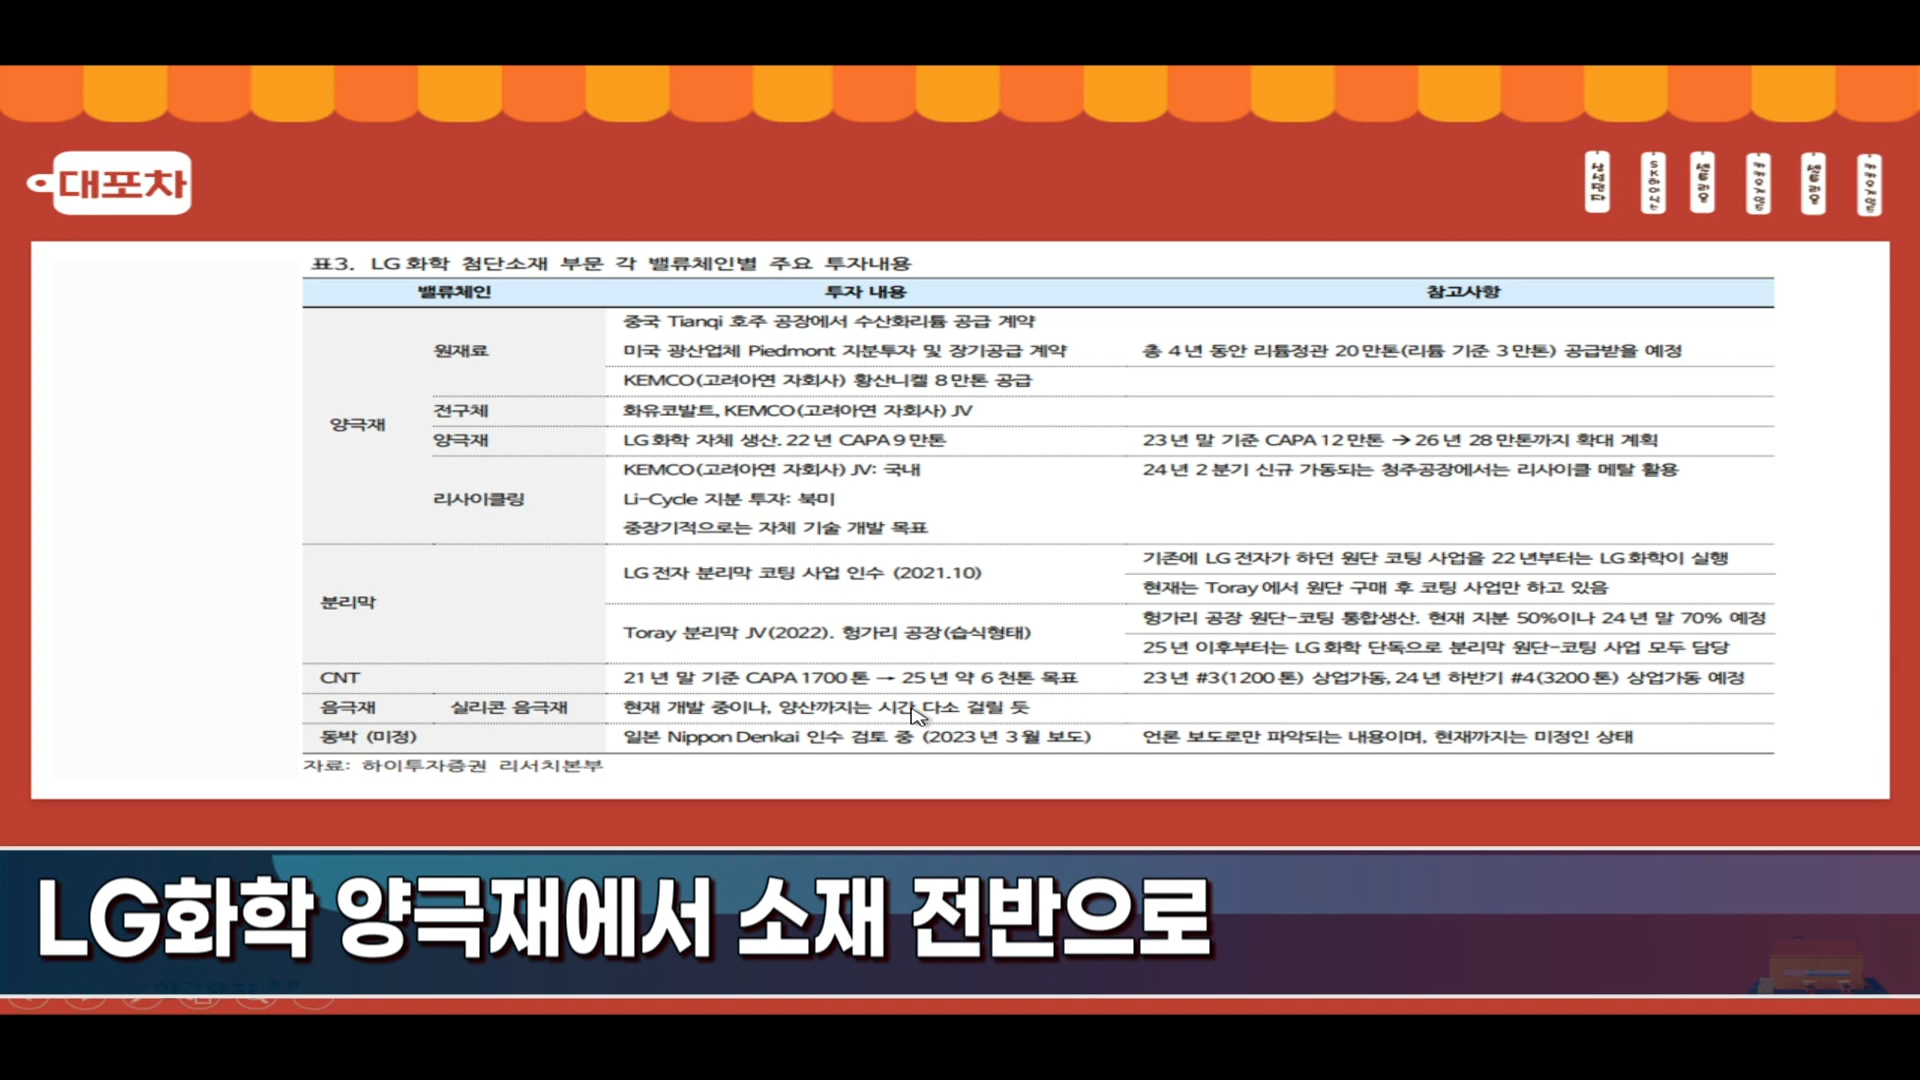 대포차
표3. LG화학 첨단소재 부문 각 밸류체인별 주요 투자내용
밸류체인 투자 내용 참고사항
중국 Tianqi 호주 공장에서 수산화리튬 공급 계약
원재료 미국 광산업체 Piedmont 지분투자 및 장기공급 계약 총 4년 동안 리튬정관 20만톤(리튬 기준 3만톤) 공급받을 예정
KEMCO(고려아연 자회사) 황산니켈 8만톤 공급
전구체 화유코발트, KEMCO(고려아연 자회사) JV
양극재
양극재 LG화학 자체 생산. 22년 CAPA 9만톤 23년 말 기준 CAPA 12만톤 → 26년 28만톤까지 확대 계획
KEMCO(고려아연 자회사) JV: 국내 24년 2분기 신규 가동되는 청주공장에서는 리사이클 메탈 활용
리사이클링 Li-Cycle 지분 투자: 북미
중장기적으로는 자체 기술 개발 목표
기존에 LG전자가 하던 원단 코팅 사업을 22년부터는 LG화학이 실행
LG전자 분리막 코팅 사업 인수 (2021.10)
현재는 Toray에서 원단 구매 후 코팅 사업만 하고 있음
분리막
헝가리 공장 원단-코팅 통합생산. 현재 지분 50%이나 24년 말 70% 예정
Toray 분리막 JV(2022). 헝가리 공장(습식형태)
25년 이후부터는 LG화학 단독으로 분리막 원단-코팅 사업 모두 담당
CNT 21년 말 기준 CAPA 1700톤 → 25년 약 6천톤 목표 23년 #3(1200톤) 상업가동, 24년 하반기 #4(3200톤) 상업가동 예정
음극재 실리콘 음극재 현재 개발 중이나, 양산까지는 시간 다소 걸릴 듯
동박 (미정) 일본 Nippon Denkai 인수 검토 중 (2023년 3월 보도) 언론 보도로만 파악되는 내용이며, 현재까지는 미정인 상태
자료: 하이투자증권 리서치본부
LG화학 양극재에서 소재 전반으로